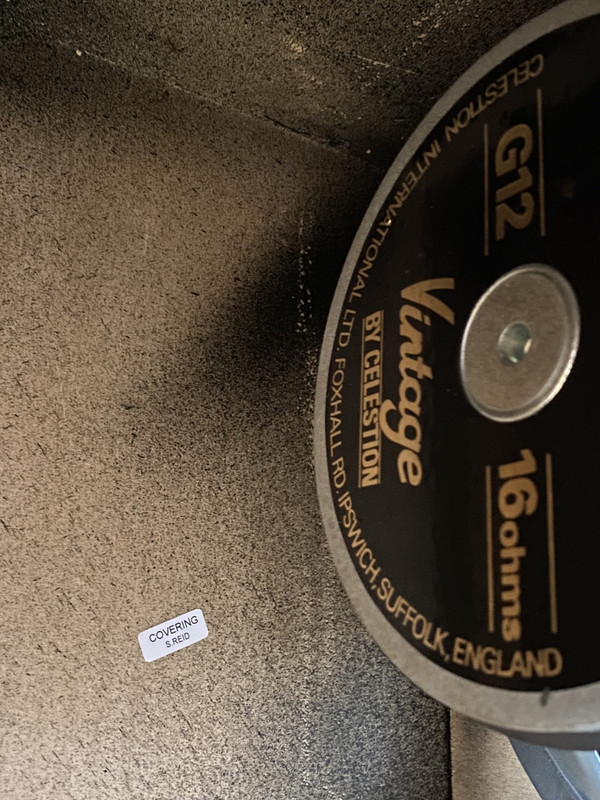 G12
16ohms
Vintage
BY CELESTION
CELESTION INTERNATIONAL LTD. FOXHALL RD. IPSWICH, SUFFOLK, ENGLAND
COVERING
S.REID